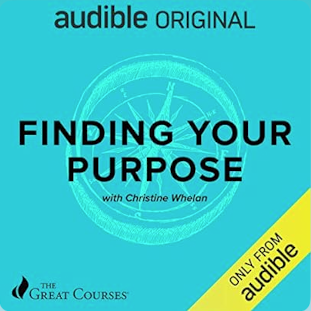 audible ORIGINAL
FINDING YOUR
PURPOSE
with Christine Whelan
ONLY FROM
audible
THE
GREAT COURSES®